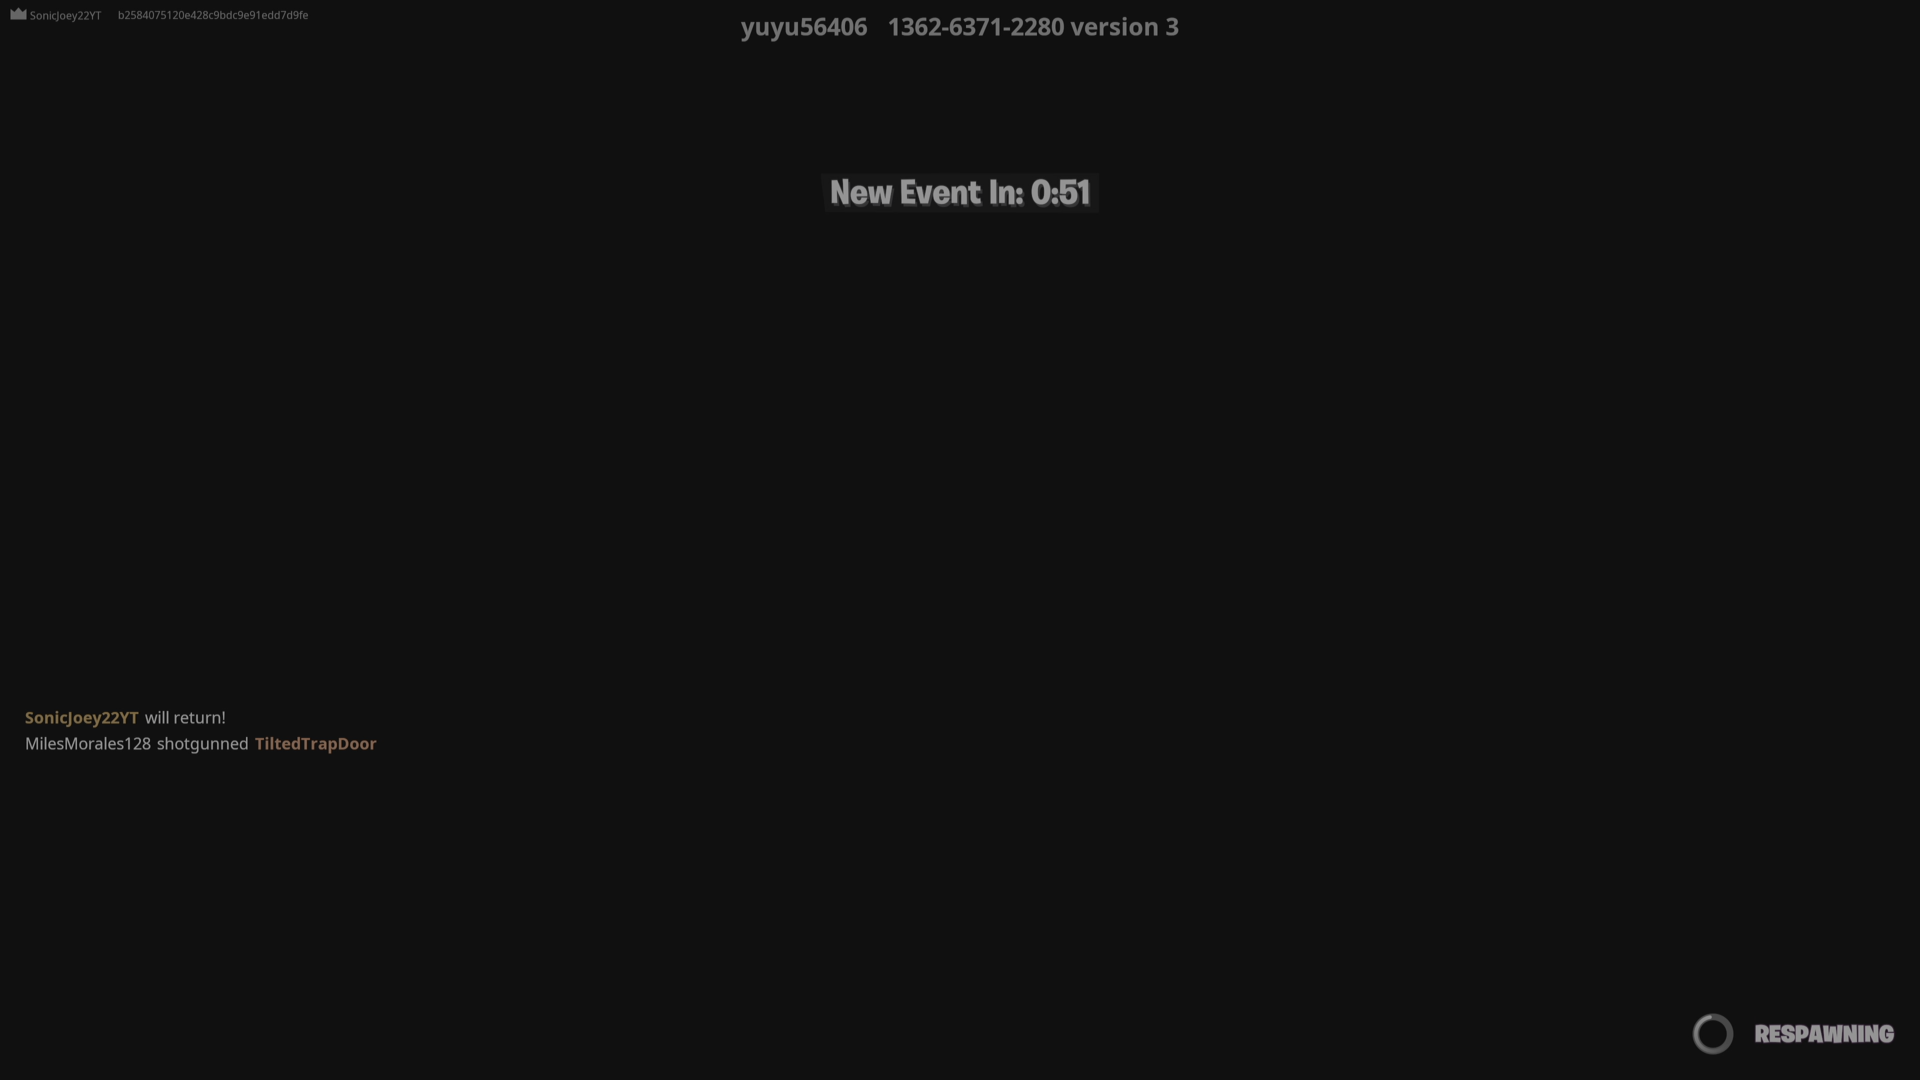 SonicJoey22YT b2584075120e428c9bdc9e91edd7d9fe
yuyu56406 1362-6371-2280 version 3
New Event In: 0:51
SonicJoey22YT will return!
MilesMorales128 shotgunned TiltedTrapDoor
RESPAWNING